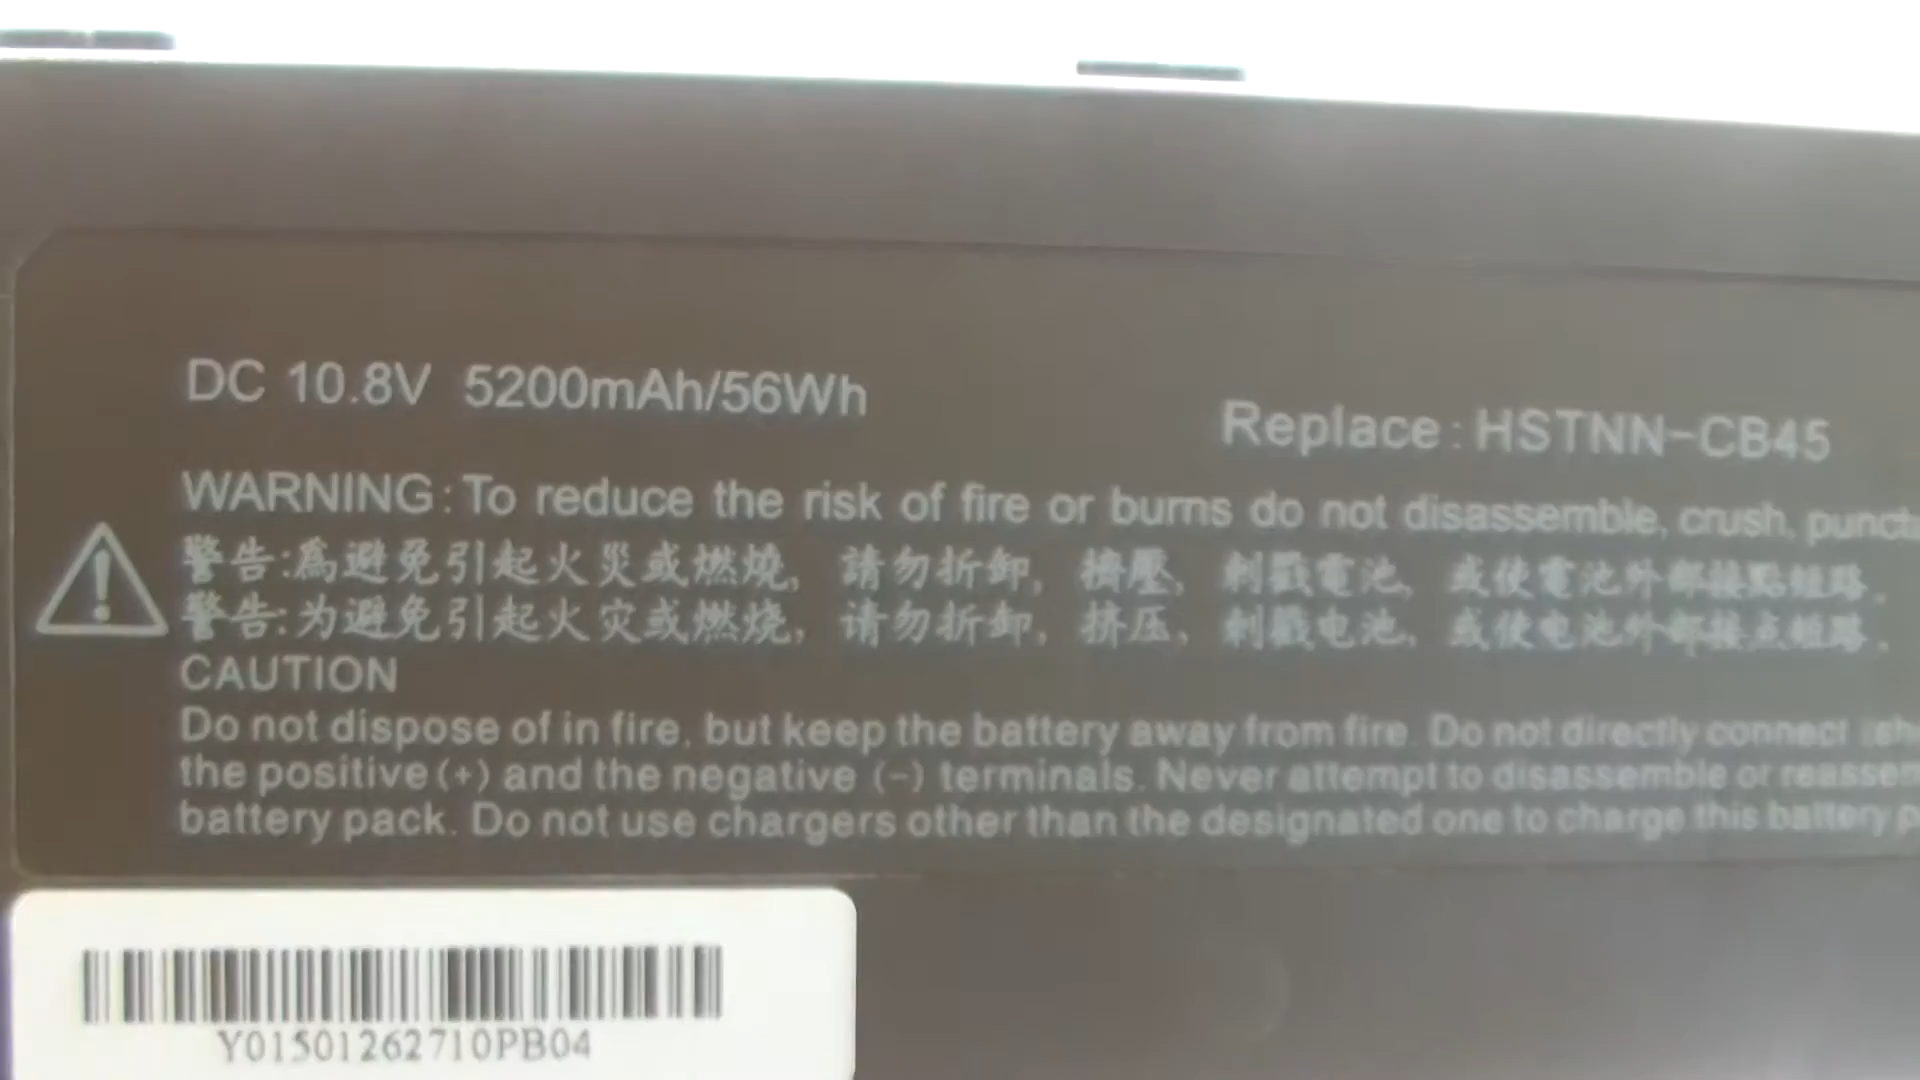 DC 10.8V 5200mAh/56Wh
Replace: HSTNN-CB45
WARNING: To reduce the risk of fire or burns do not disassemble, crush, punctu
警告:爲避免引起火災或燃燒, 請勿折卸, 擠壓, 刺戳電池, 或使電池外部接點短路.
警告:为避免引起火灾或燃烧, 请勿折卸, 挤压, 刺戳电池, 或使电池外部接点短路.
CAUTION
Do not dispose of in fire, but keep the battery away from fire. Do not directly connect
the positive (+) and the negative (-) terminals. Never attempt to disassemble or reassem
battery pack. Do not use chargers other than the designated one to charge this battery p
Y01501262710PB04